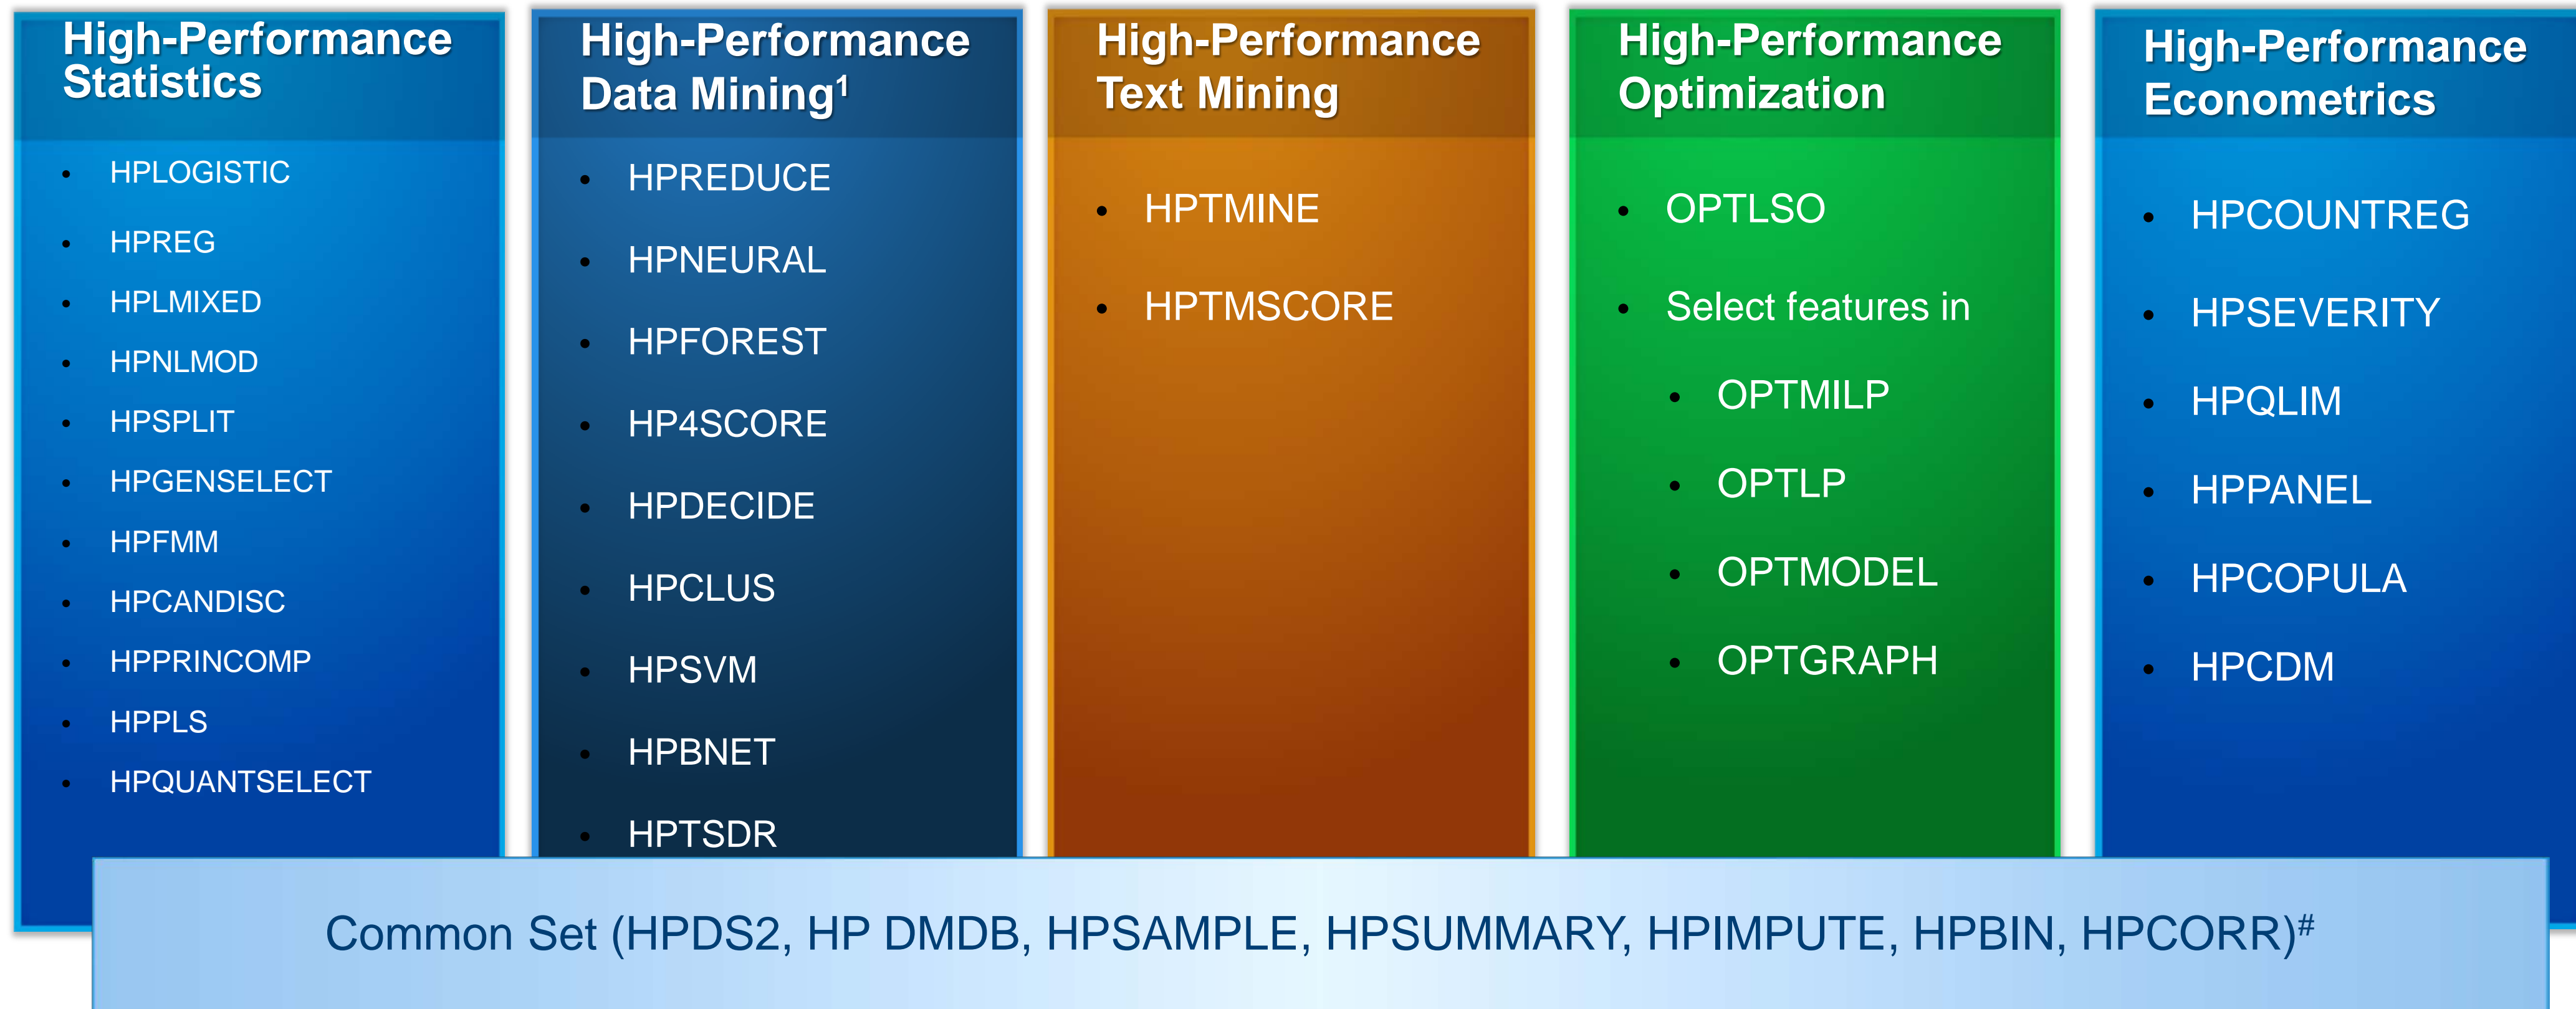 High-Performance
Statistics
• HPLOGISTIC
• HPREG
• HPLMIXED
• HPNLMOD
• HPSPLIT
• HPGENSELECT
• HPFMM
• HPCANDISC
• HPPRINCOMP
• HPPLS
• HPQUANTSELECT
High-Performance
Data Mining¹
• HPREDUCE
• HPNEURAL
• HPFOREST
• HP4SCORE
• HPDECIDE
• HPCLUS
• HPSVM
• HPBNET
• HPTSDR
High-Performance
Text Mining
• HPTMINE
• HPTMSCORE
High-Performance
Optimization
• OPTLSO
• Select features in
• OPTMILP
• OPTLP
• OPTMODEL
• OPTGRAPH
High-Performance
Econometrics
• HPCOUNTREG
• HPSEVERITY
• HPQLIM
• HPPANEL
• HPCOPULA
• HPCDM
Common Set (HPDS2, HP DMDB, HPSAMPLE, HPSUMMARY, HPIMPUTE, HPBIN, HPCORR)#